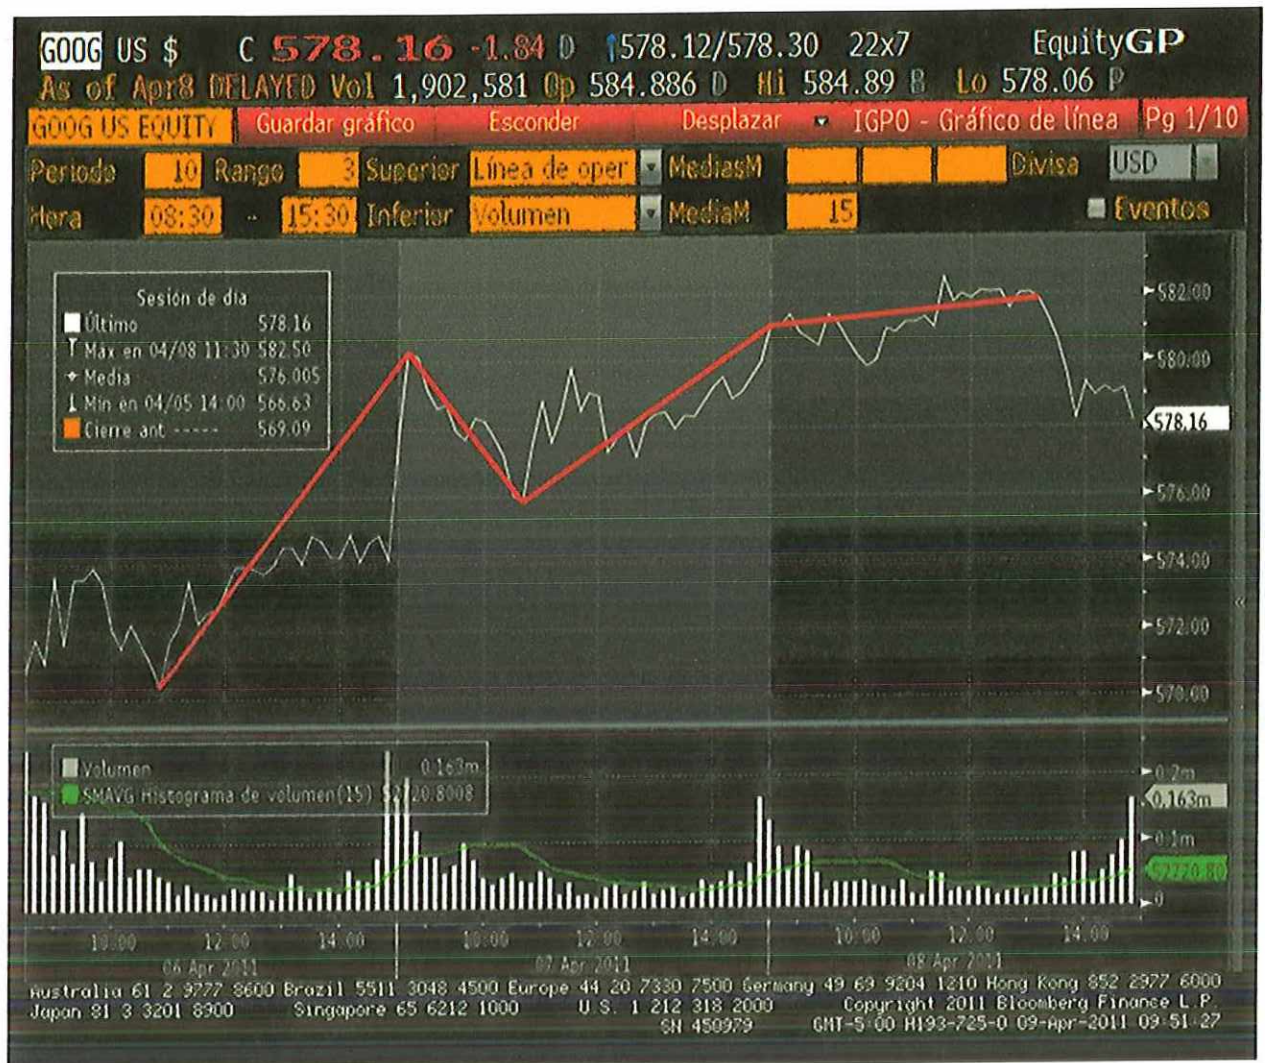 GOOG US $ C 578.16 -1.84 D ↑578.12/578.30 22x7 EquityGP
As of Apr8 DELAYED Vol 1,902,581 Op 584.886 D Hi 584.89 B Lo 578.06 P
GOOG US EQUITY Guardar gráfico Esconder Desplazar IGPO - Gráfico de línea Pg 1/10
Periodo 10 Rango 3 Superior Línea de oper MediasM Divisa USD
Hora 08:30 - 15:30 Inferior Volumen MediaM 15 Eventos
Sesión de día
Último 578.16
Máx en 04/08 11:30 582.50
Media 576.005
Min en 04/05 14:00 566.63
Cierre ant ----- 569.09
582.00
580.00
578.16
576.00
574.00
572.00
570.00
Volumen 0.163m
SMAVG Histograma de volumen(15)
0.2m
0.163m
0.1m
0
10:00 12:00 14:00 10:00 12:00 14:00 10:00 12:00 14:00
06 Apr 2011 07 Apr 2011 08 Apr 2011
Australia 61 2 9777 8600 Brazil 5511 3048 4500 Europe 44 20 7330 7500 Germany 49 69 9204 1210 Hong Kong 852 2977 6000
Japan 81 3 3201 8900 Singapore 65 6212 1000 U.S. 1 212 318 2000 Copyright 2011 Bloomberg Finance L.P.
SN 450979 GMT-5:00 H193-725-0 09-Apr-2011 09:51:27